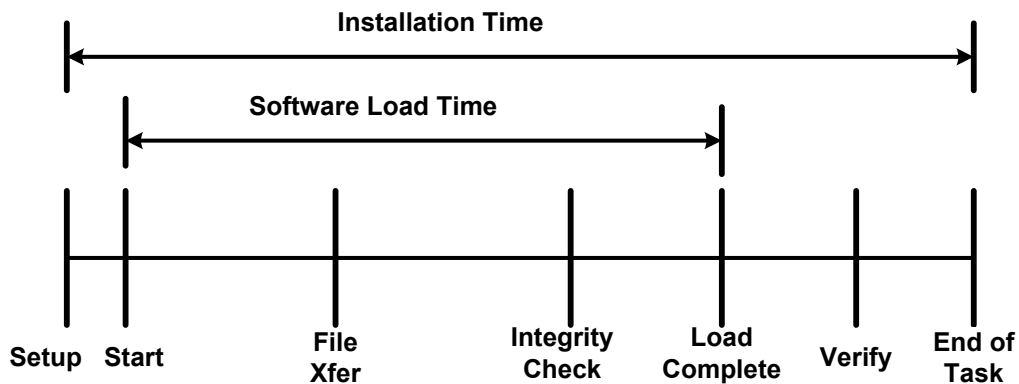 Installation Time
Software Load Time
Setup
Start
File
Xfer
Integrity
Check
Load
Complete
Verify
End of
Task